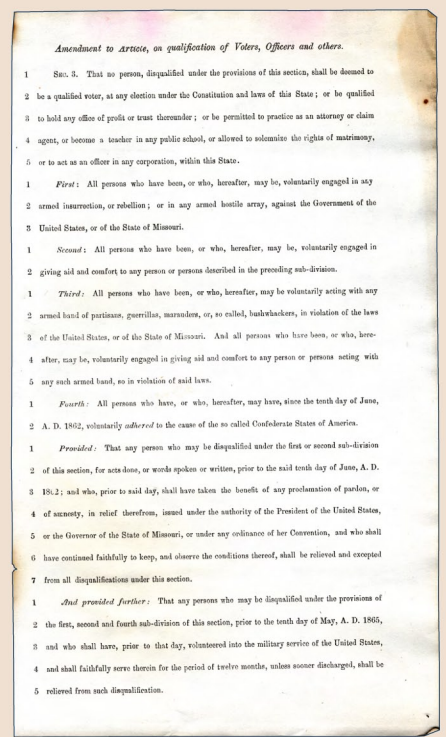 Amendment to Article, on qualification of Voters, Officers and others.
1 SEC. 3. That no person, disqualified under the provisions of this section, shall be deemed to
2 be a qualified voter, at any election under the Constitution and laws of this State; or be qualified
3 to hold any office of profit or trust thereunder; or be permitted to practice as an attorney or claim
4 agent, or become a teacher in any public school, or allowed to solemnize the rights of matrimony,
5 or to act as an officer in any corporation, within this State.
1 First: All persons who have been, or who, hereafter, may be, voluntarily engaged in any
2 armed insurrection, or rebellion; or in any armed hostile array, against the Government of the
3 United States, or of the State of Missouri.
1 Second: All persons who have been, or who, hereafter, may be, voluntarily engaged in
2 giving aid and comfort to any person or persons described in the preceding sub-division.
1 Third: All persons who have been, or who, hereafter, may be voluntarily acting with any
2 armed band of partisans, guerrillas, marauders, or, so called, bushwhackers, in violation of the laws
3 of the United States, or of the State of Missouri. And all persons who have been, or who, here-
4 after, may be, voluntarily engaged in giving aid and comfort to any person or persons acting with
5 any such armed band, so in violation of said laws.
1 Fourth: All persons who have, or who, hereafter, may have, since the tenth day of June,
2 A. D. 1862, voluntarily adhered to the cause of the so called Confederate States of America.
1 Provided: That any person who may be disqualified under the first or second sub-division
2 of this section, for acts done, or words spoken or written, prior to the said tenth day of June, A. D.
3 1862; and who, prior to said day, shall have taken the benefit of any proclamation of pardon, or
4 of amnesty, in relief therefrom, issued under the authority of the President of the United States,
5 or the Governor of the State of Missouri, or under any ordinance of her Convention, and who shall
6 have continued faithfully to keep, and observe the conditions thereof, shall be relieved and excepted
7 from all disqualifications under this section.
1 And provided further: That any persons who may be disqualified under the provisions of
2 the first, second and fourth sub-division of this section, prior to the tenth day of May, A. D. 1865,
3 and who shall have, prior to that day, volunteered into the military service of the United States,
4 and shall faithfully serve therein for the period of twelve months, unless sooner discharged, shall be
5 relieved from such disqualification.